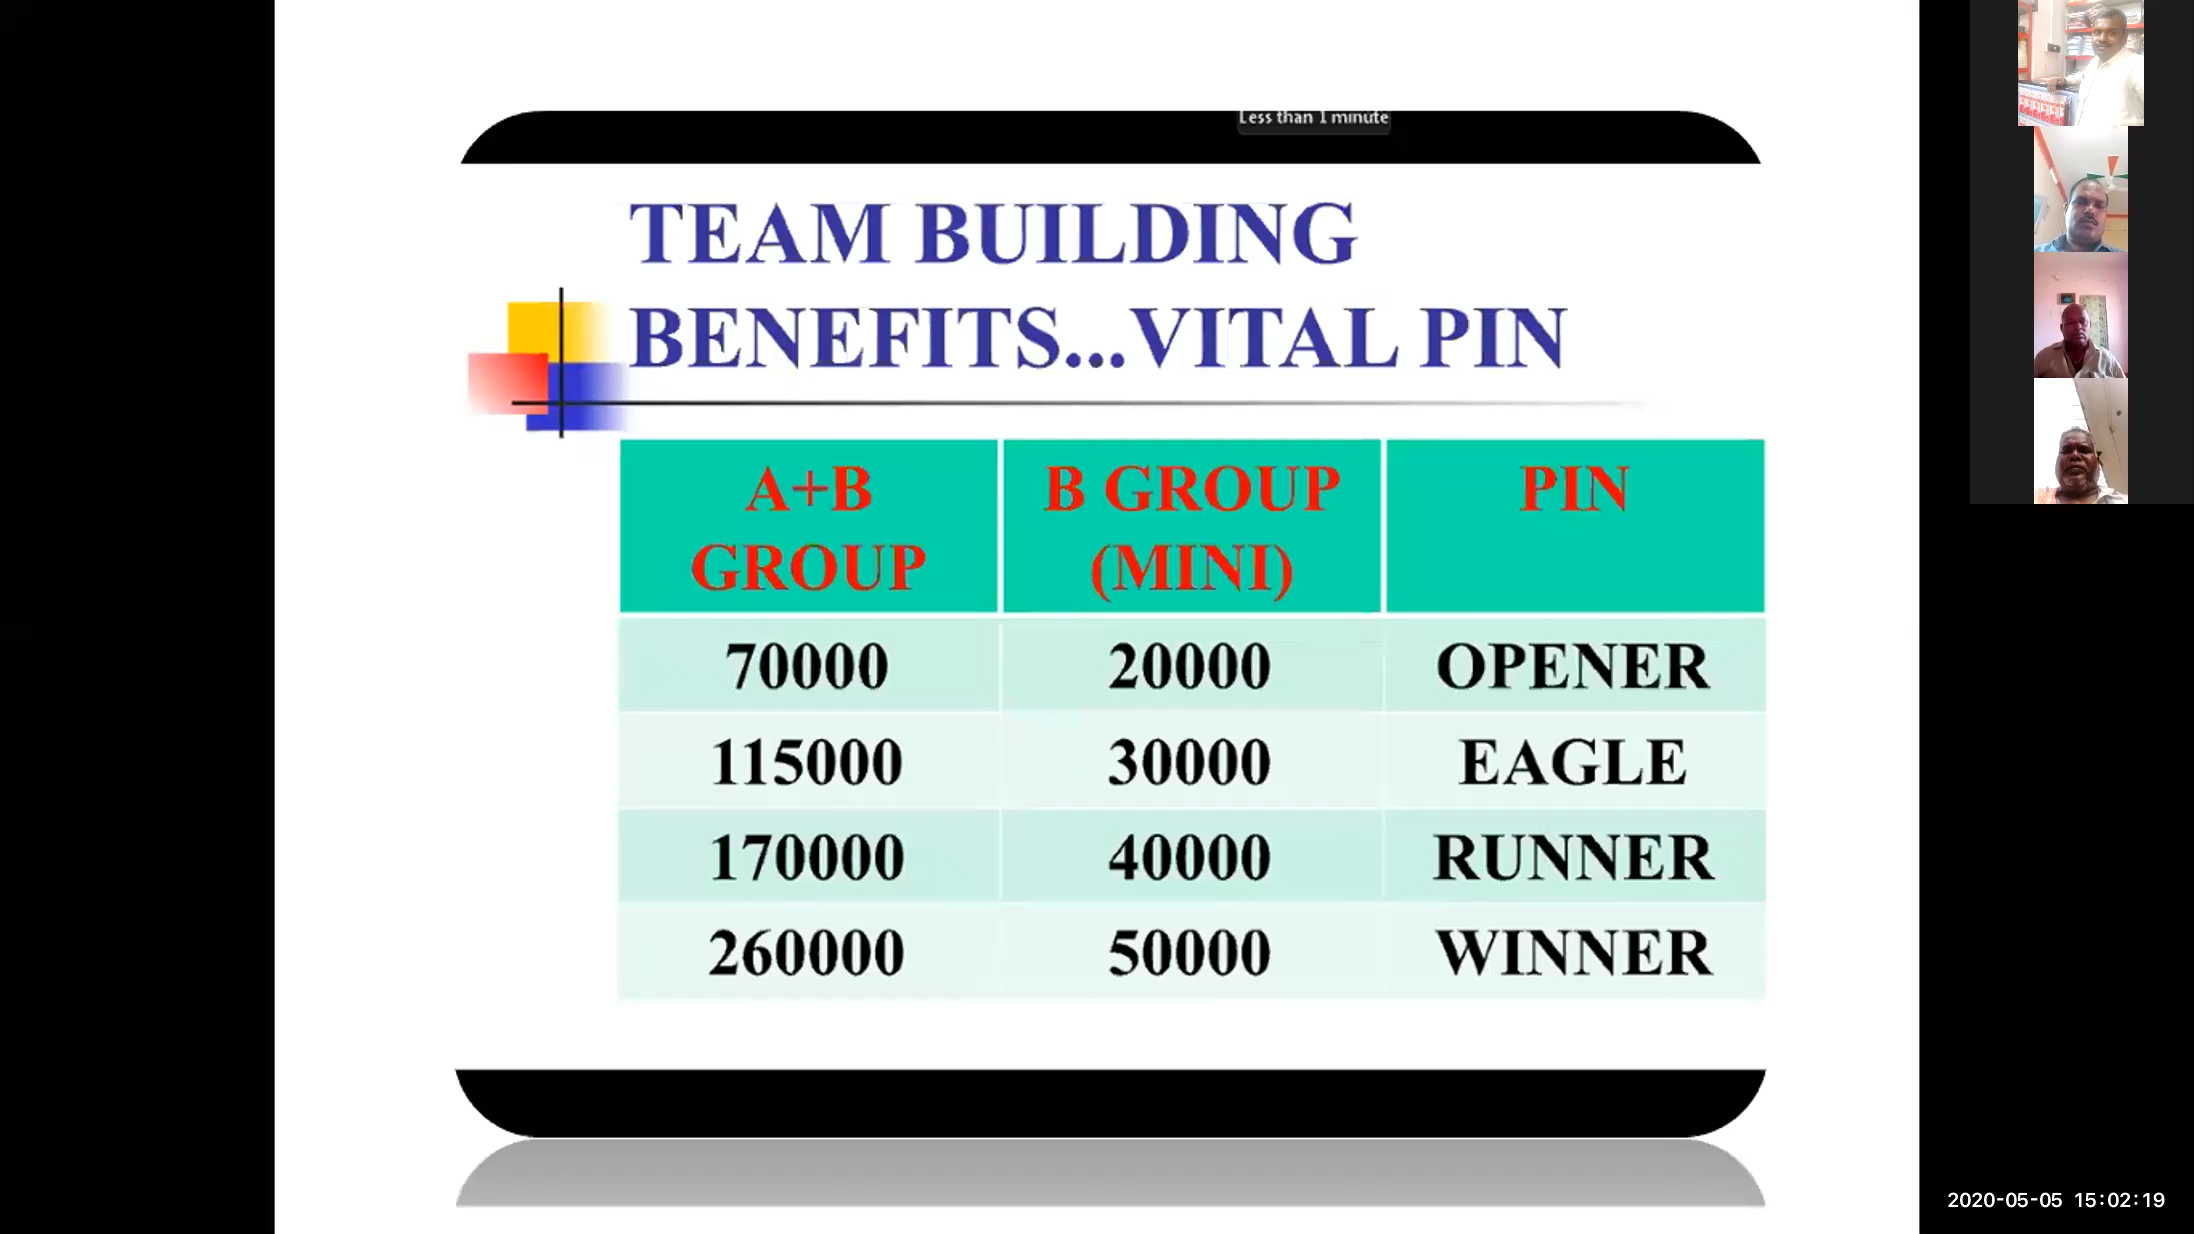 Less than 1 minute
TEAM BUILDING
BENEFITS...VITAL PIN
A+B
GROUP
B GROUP
(MINI)
PIN
70000 20000 OPENER
115000 30000 EAGLE
170000 40000 RUNNER
260000 50000 WINNER
2020-05-05 15:02:19